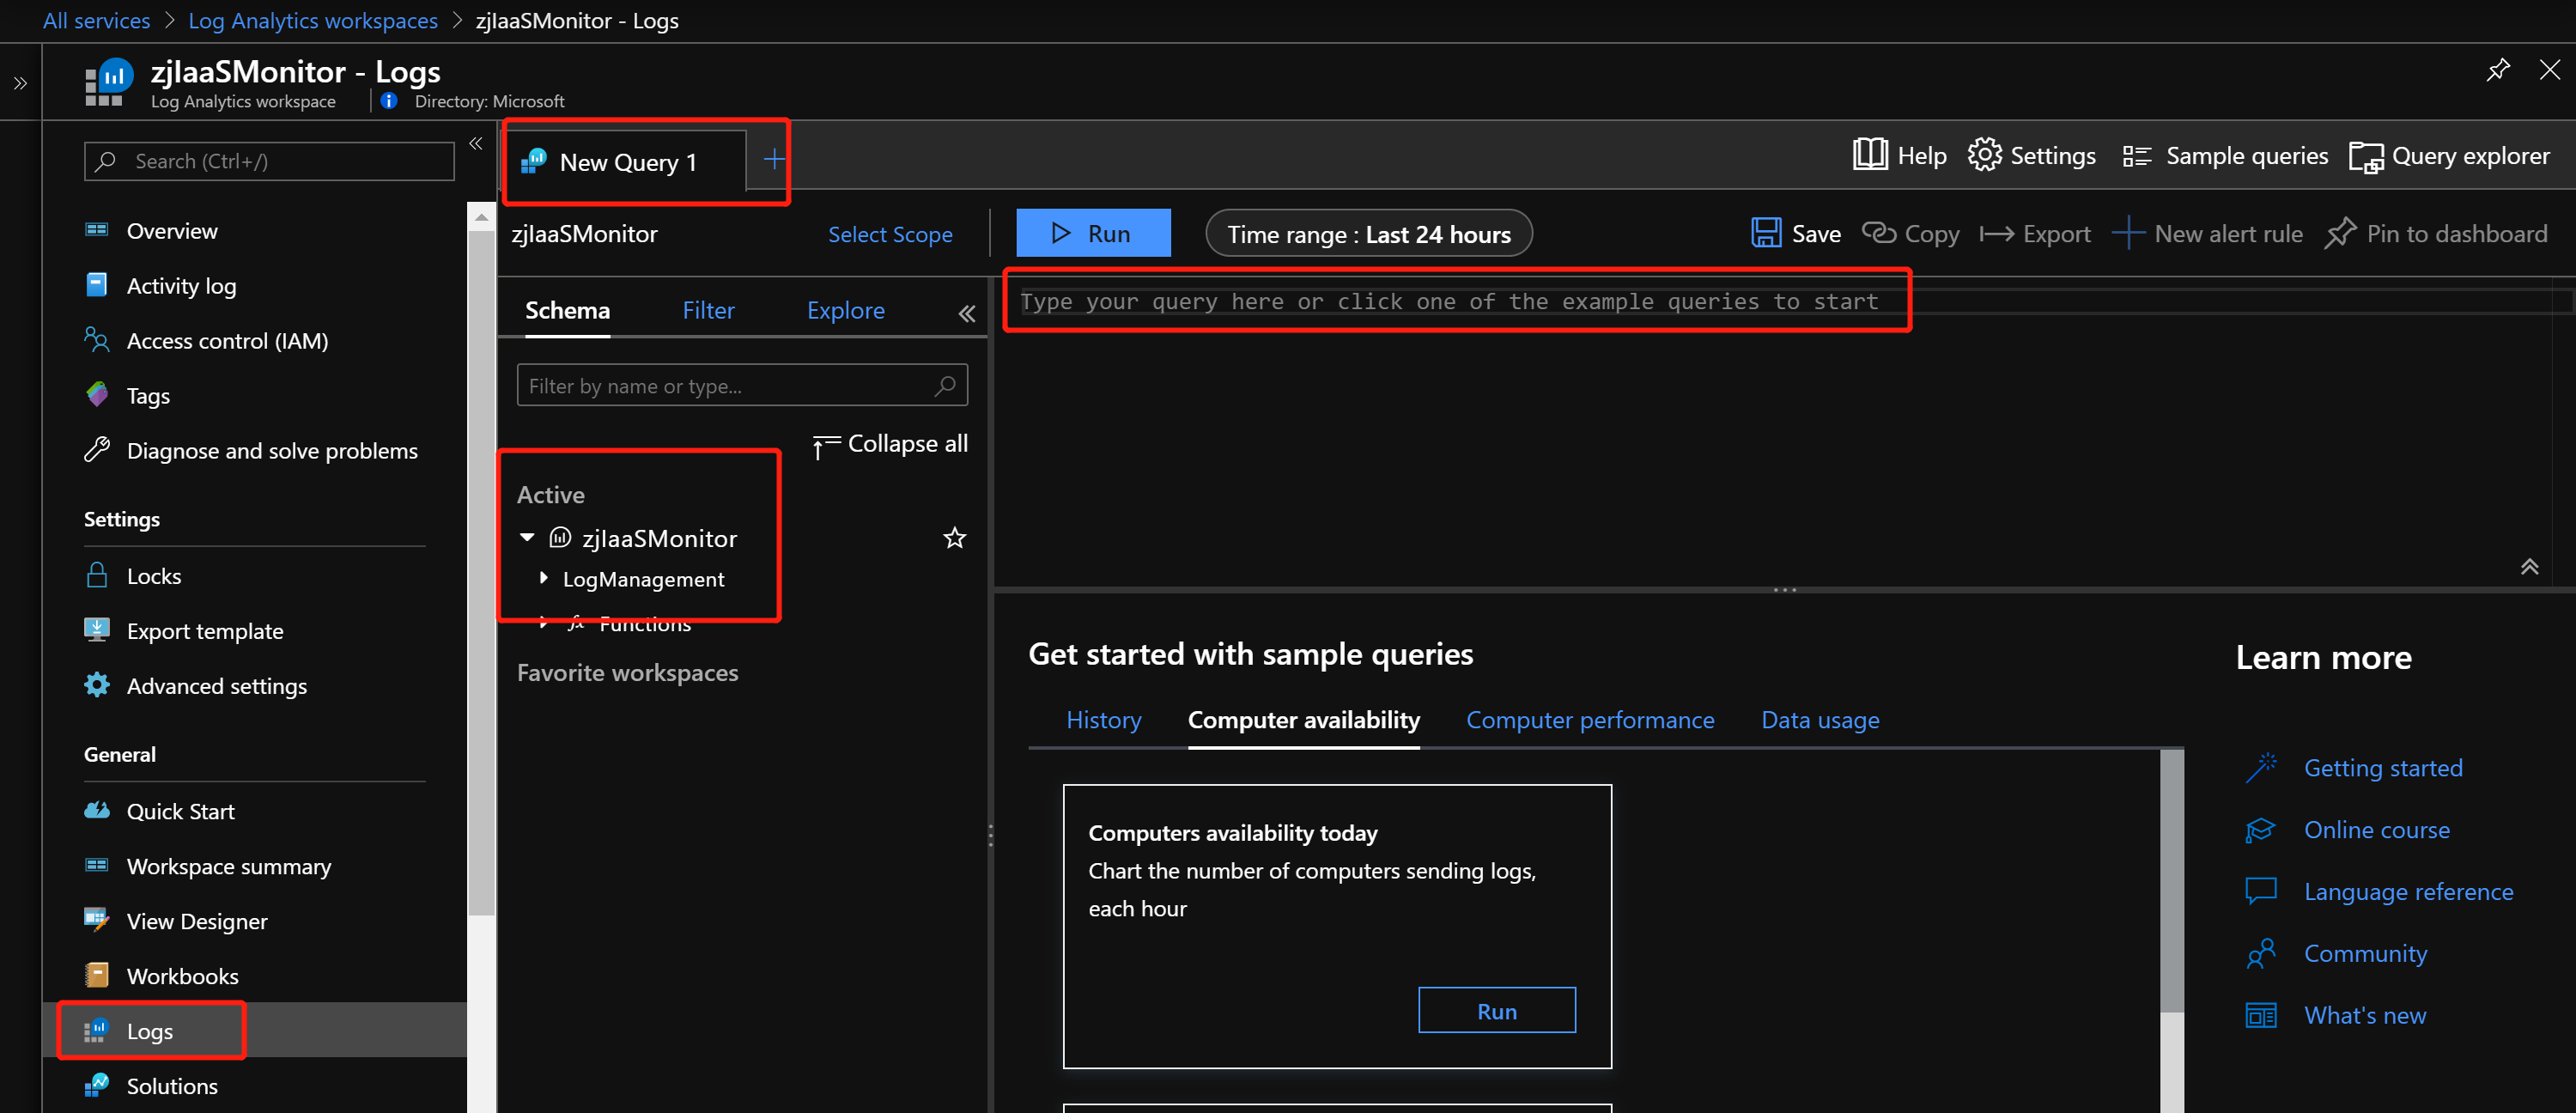 All services > Log Analytics workspaces > zjIaaSMonitor - Logs
zjIaaSMonitor - Logs
Log Analytics workspace
Directory: Microsoft
Search (Ctrl+/)
Overview
Activity log
Access control (IAM)
Tags
Diagnose and solve problems
Settings
Locks
Export template
Advanced settings
General
Quick Start
Workspace summary
View Designer
Workbooks
Logs
Solutions
New Query 1
Help
Settings
Sample queries
Query explorer
zjIaaSMonitor
Select Scope
Run
Time range : Last 24 hours
Save
Copy
Export
New alert rule
Pin to dashboard
Schema
Filter
Explore
Filter by name or type...
Collapse all
Active
zjIaaSMonitor
LogManagement
fx Functions
Favorite workspaces
Type your query here or click one of the example queries to start
Get started with sample queries
History
Computer availability
Computer performance
Data usage
Computers availability today
Chart the number of computers sending logs,
each hour
Run
Learn more
Getting started
Online course
Language reference
Community
What's new